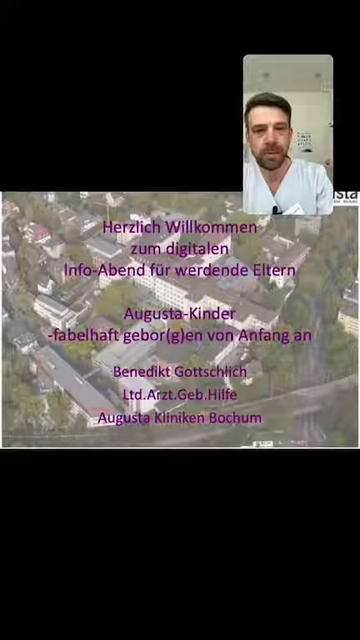 sta
Herzlich Willkommen
zum digitalen
Info-Abend für werdende Eltern
Augusta-Kinder
-fabelhaft gebor(g)en von Anfang an
Benedikt Gottschlich
Ltd.Arzt.Geb.Hilfe
Augusta Kliniken Bochum